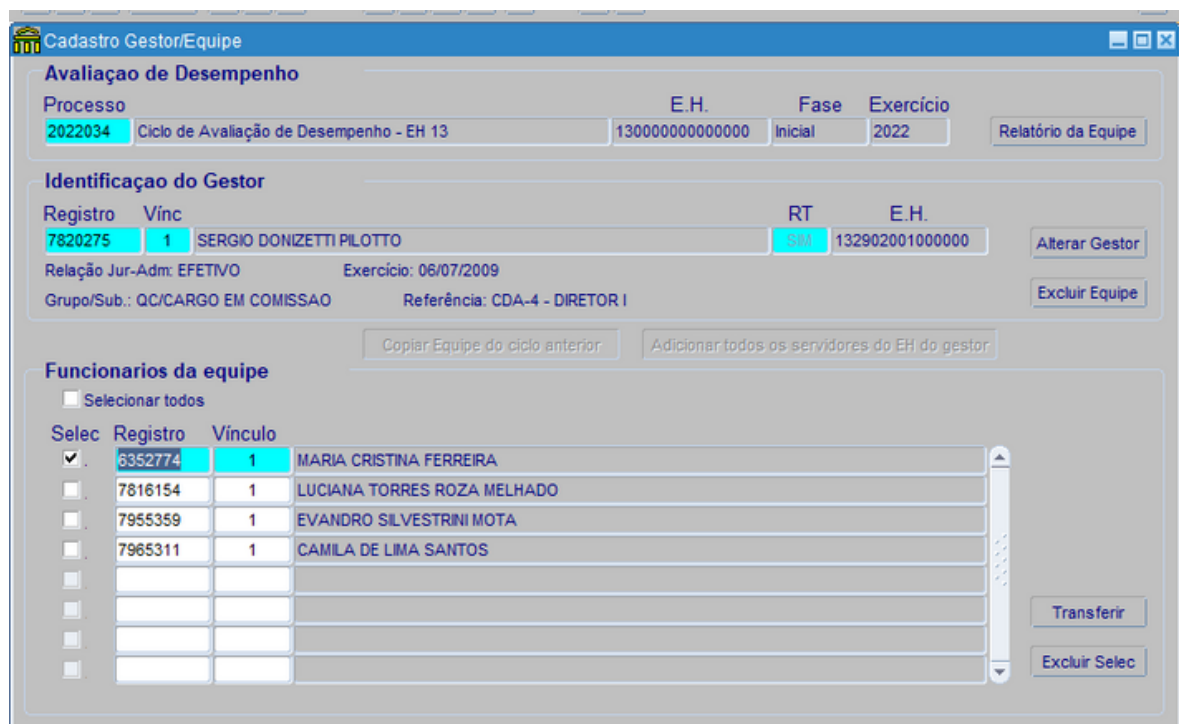 Cadastro Gestor/Equipe
Avaliaçao de Desempenho
Processo E.H. Fase Exercício
2022034 Ciclo de Avaliação de Desempenho - EH 13 130000000000000 Inicial 2022 Relatório da Equipe
Identificaçao do Gestor
Registro Vínc RT E.H.
7820275 1 SERGIO DONIZETTI PILOTTO SIM 132902001000000 Alterar Gestor
Relação Jur-Adm: EFETIVO Exercício: 06/07/2009
Grupo/Sub.: QC/CARGO EM COMISSAO Referência: CDA-4 - DIRETOR I Excluir Equipe
Copiar Equipe do ciclo anterior Adicionar todos os servidores do EH do gestor
Funcionarios da equipe
Selecionar todos
Selec Registro Vínculo
6352774 1 MARIA CRISTINA FERREIRA
7816154 1 LUCIANA TORRES ROZA MELHADO
7955359 1 EVANDRO SILVESTRINI MOTA
7965311 1 CAMILA DE LIMA SANTOS
Transferir
Excluir Selec